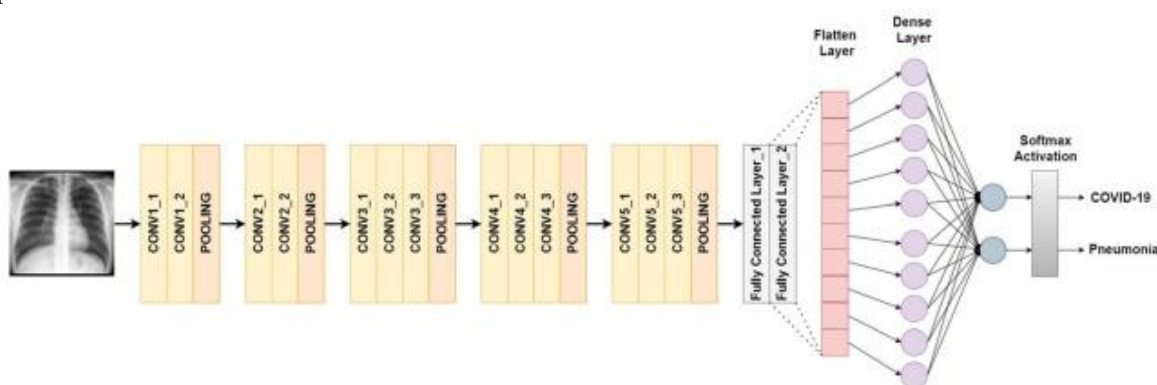 CONV1_1
CONV1_2
POOLING
CONV2_1
CONV2_2
POOLING
CONV3_1
CONV3_2
CONV3_3
POOLING
CONV4_1
CONV4_2
CONV4_3
POOLING
CONV5_1
CONV5_2
CONV5_3
POOLING
Fully Connected Layer_1
Fully Connected Layer_2
Flatten
Layer
Dense
Layer
Softmax
Activation
COVID-19
Pneumonia